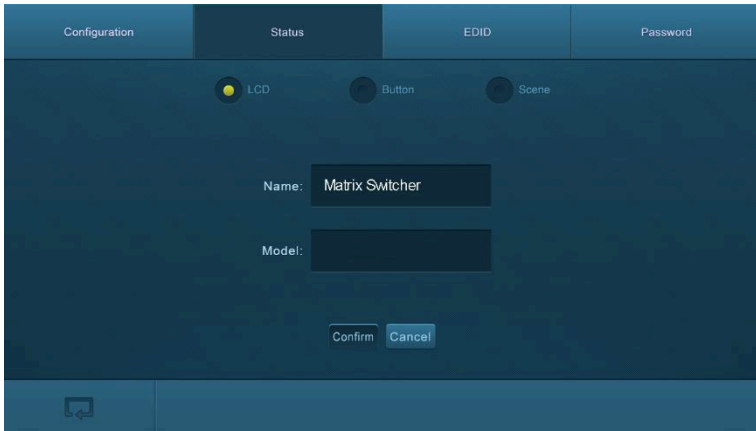 Configuration Status EDID Password
LCD Button Scene
Name: Matrix Switcher
Model:
Confirm Cancel